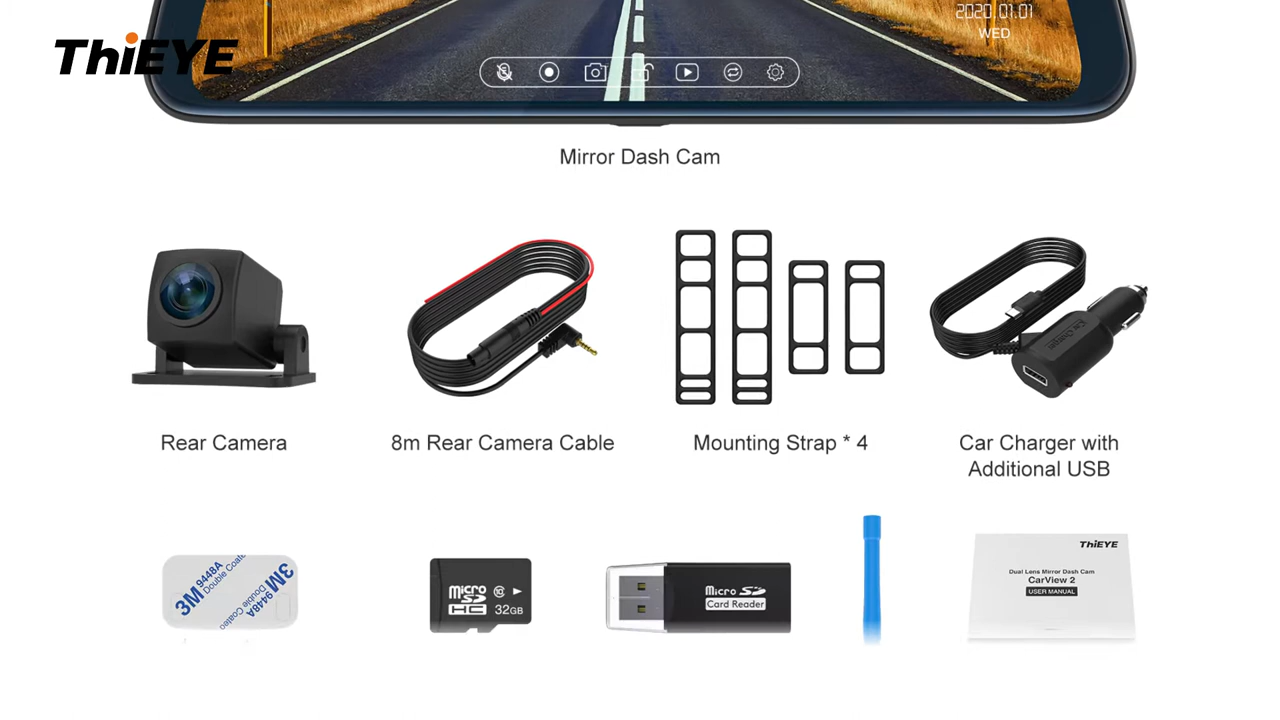 2020.01.01
WED
ThiEYE
Mirror Dash Cam
Rear Camera
8m Rear Camera Cable
Mounting Strap * 4
Car Charger
Car Charger with
Additional USB
3M 9448A
Double Coated
3M 9448A
Double Coated
Micro
SD
HC
32GB
Micro SD
Card Reader
ThiEYE
Dual Lens Mirror Dash Cam
CarView 2
USER MANUAL